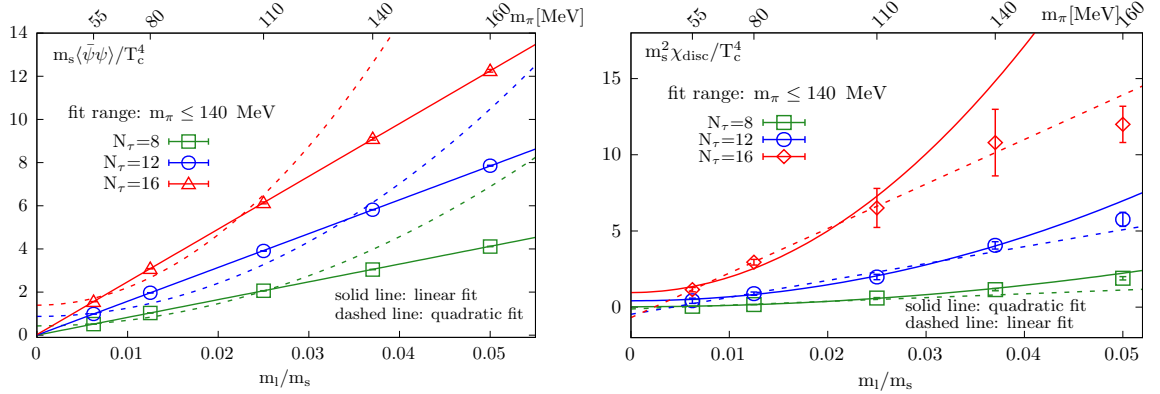 55 80 110 140 160 m_π[MeV]
14
12
10
8
6
4
2
0
m_s⟨ψ̄ψ⟩/T_c^4
fit range: m_π ≤ 140 MeV
N_τ=8
N_τ=12
N_τ=16
solid line: linear fit
dashed line: quadratic fit
0 0.01 0.02 0.03 0.04 0.05
m_l/m_s
55 80 110 140 m_π[MeV] 160
15
10
5
0
m_s^2χ_disc/T_c^4
fit range: m_π ≤ 140 MeV
N_τ=8
N_τ=12
N_τ=16
solid line: quadratic fit
dashed line: linear fit
0 0.01 0.02 0.03 0.04 0.05
m_l/m_s